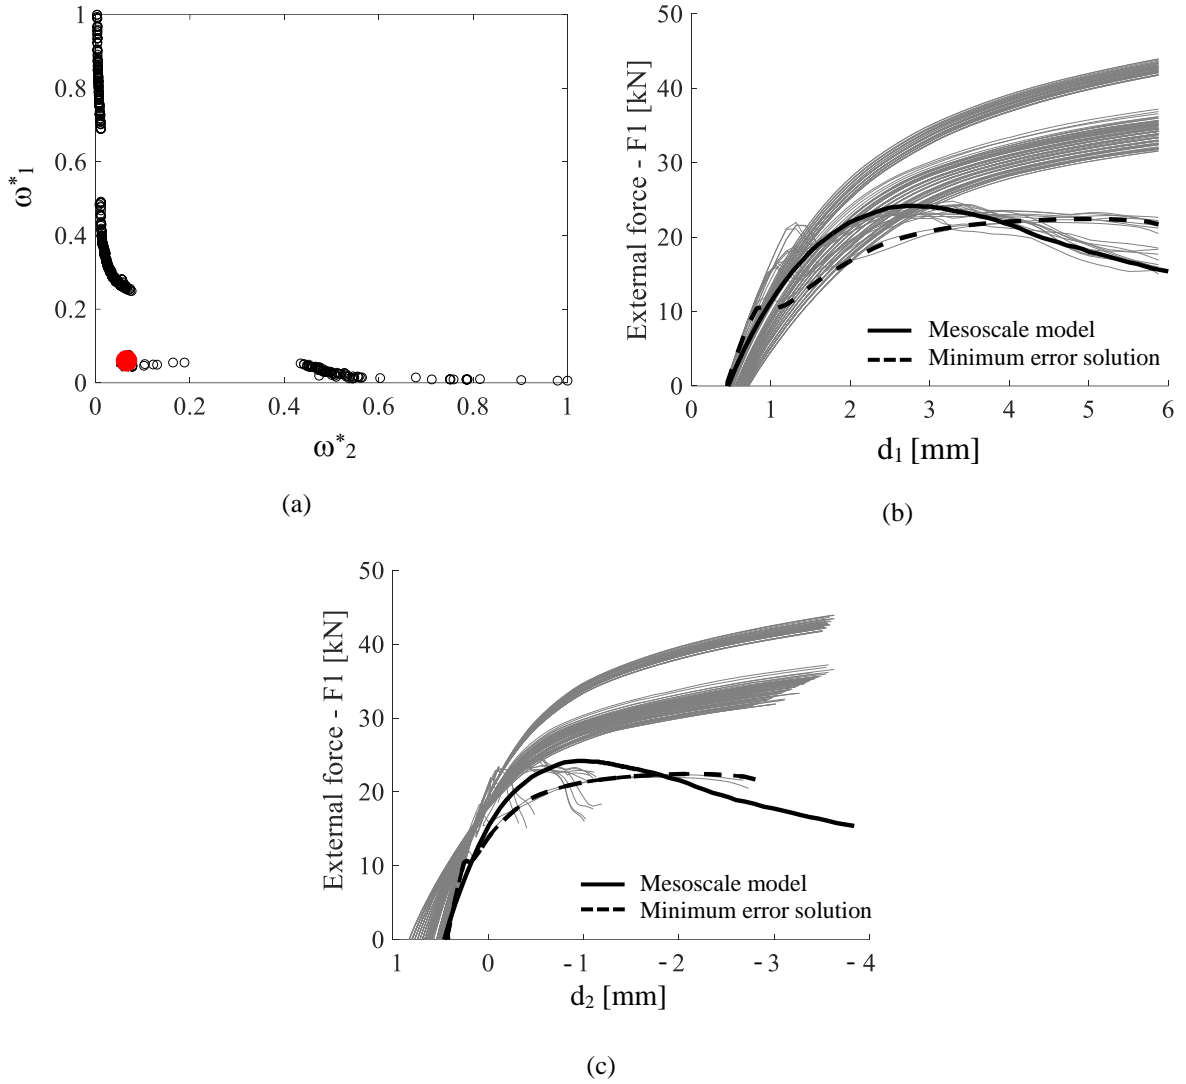 1
0.8
0.6
0.4
0.2
0
0 0.2 0.4 0.6 0.8 1
ω*1
ω*2
(a)
50
40
30
20
10
0
0 1 2 3 4 5 6
External force - F1 [kN]
Mesoscale model
Minimum error solution
d1 [mm]
(b)
50
40
30
20
10
0
1 0 -1 -2 -3 -4
External force - F1 [kN]
Mesoscale model
Minimum error solution
d2 [mm]
(c)